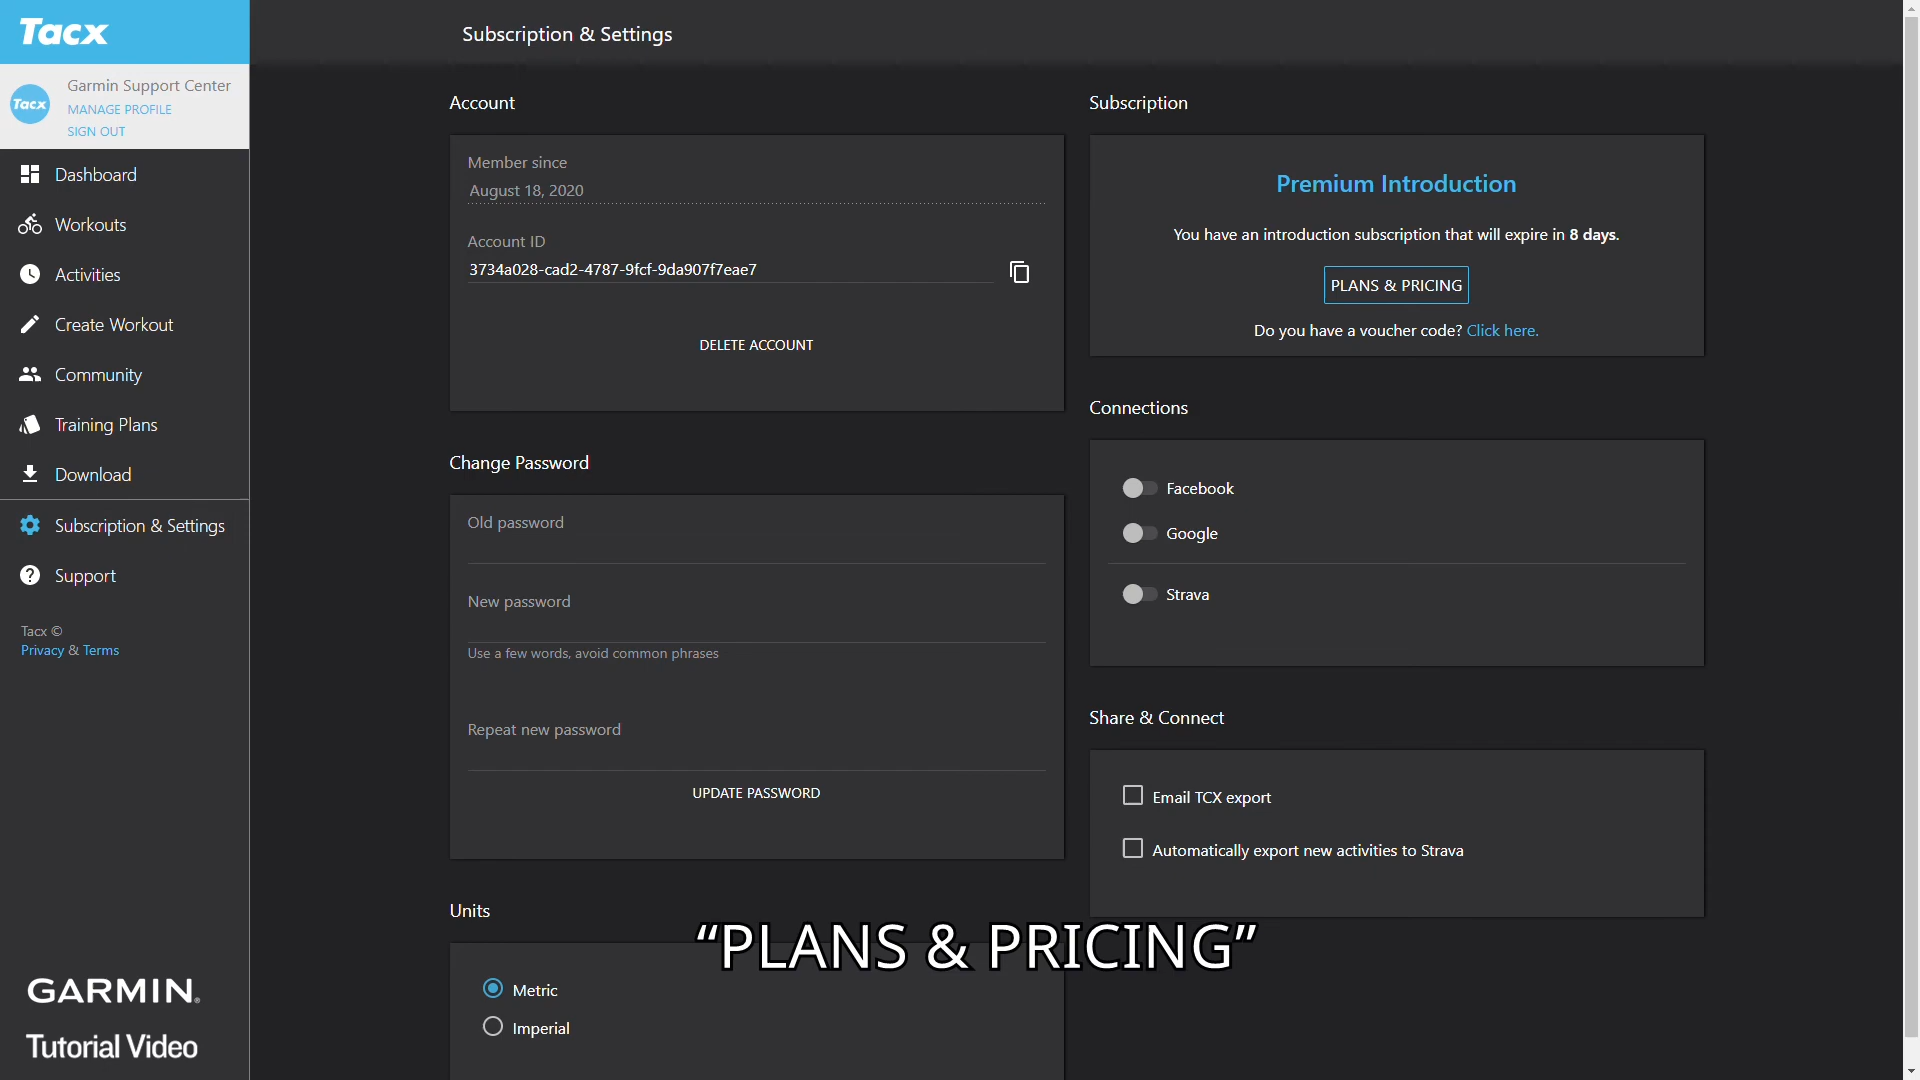 Tacx
Garmin Support Center
MANAGE PROFILE
SIGN OUT
Tacx
Dashboard
Workouts
Activities
Create Workout
Community
Training Plans
Download
Subscription & Settings
Support
Tacx ©
Privacy & Terms
GARMIN.
Tutorial Video
Subscription & Settings
Account
Member since
August 18, 2020
Account ID
3734a028-cad2-4787-9fcf-9da907f7eae7
DELETE ACCOUNT
Change Password
Old password
New password
Use a few words, avoid common phrases
Repeat new password
UPDATE PASSWORD
Units
Metric
Imperial
Subscription
Premium Introduction
You have an introduction subscription that will expire in 8 days.
PLANS & PRICING
Do you have a voucher code? Click here.
Connections
Facebook
Google
Strava
Share & Connect
Email TCX export
Automatically export new activities to Strava
“PLANS & PRICING”